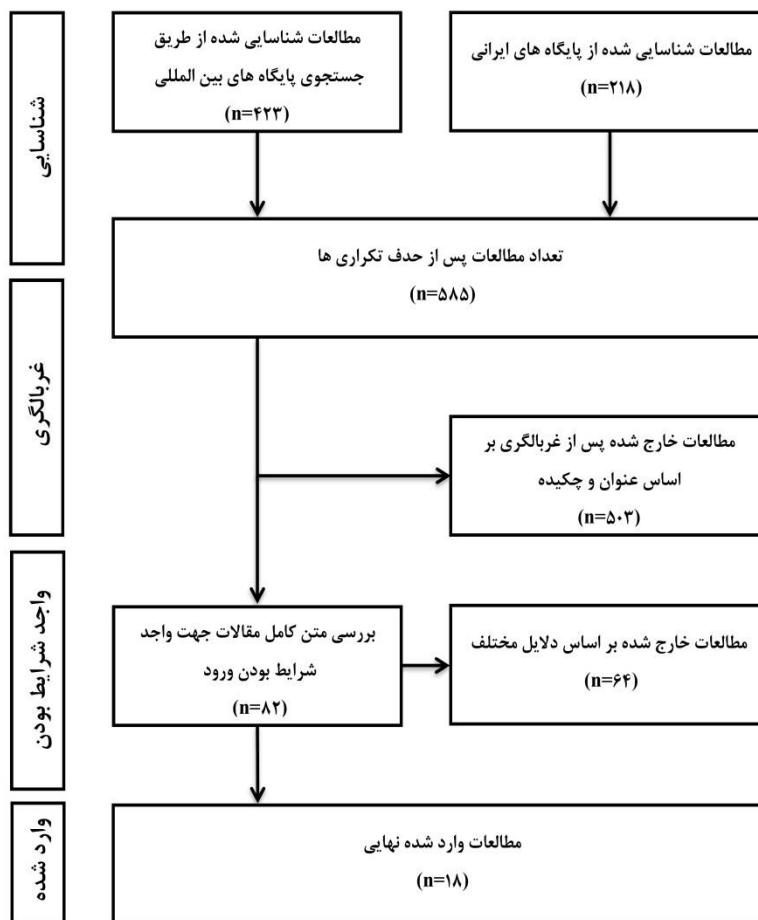 شناسایی
مطالعات شناسایی شده از پایگاه های ایرانی
(n=۲۱۸)
مطالعات شناسایی شده از طریق
جستجوی پایگاه های بین المللی
(n=۴۲۳)
تعداد مطالعات پس از حذف تکراری ها
(n=۵۸۵)
غربالگری
مطالعات خارج شده پس از غربالگری بر
اساس عنوان و چکیده
(n=۵۰۳)
واجد شرایط بودن
بررسی متن کامل مقالات جهت واجد
شرایط بودن ورود
(n=۸۲)
مطالعات خارج شده بر اساس دلایل مختلف
(n=۶۴)
وارد شده
مطالعات وارد شده نهایی
(n=۱۸)